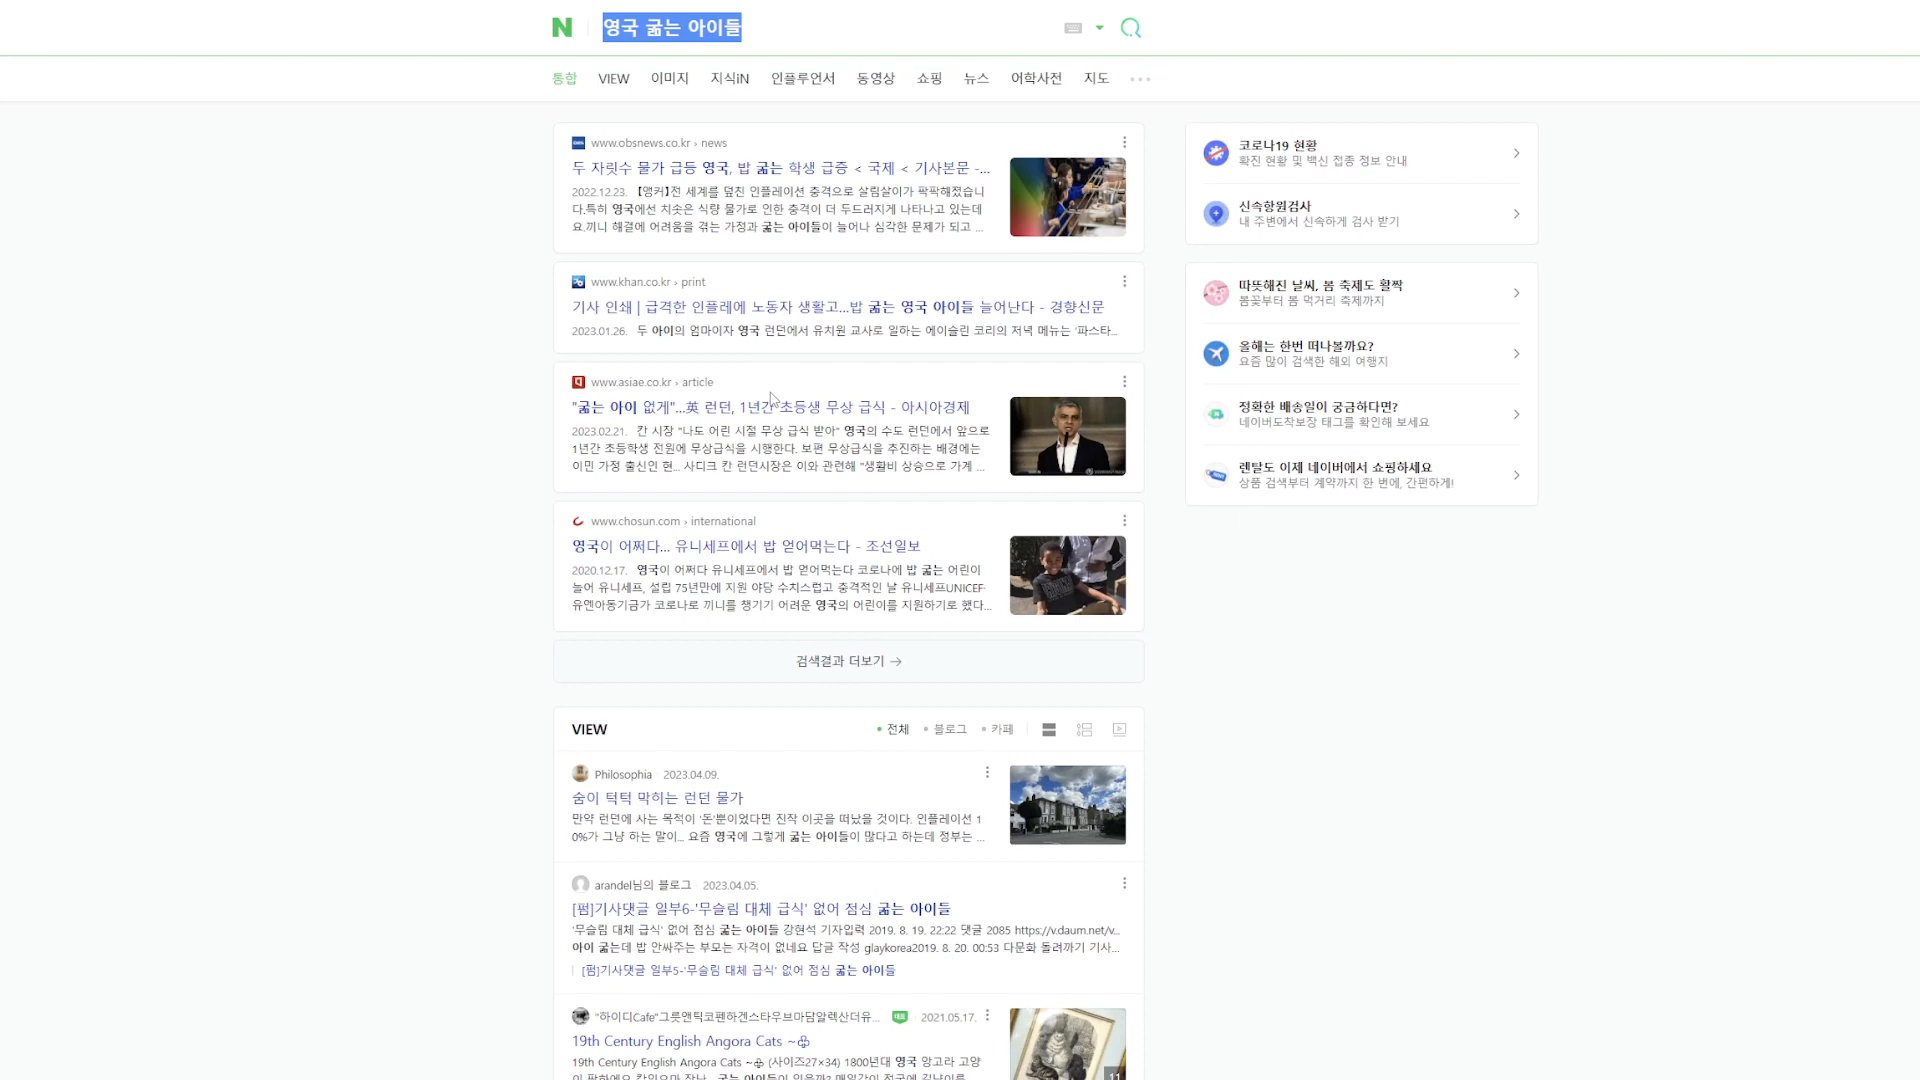 N 영국 굶는 아이들
통합 VIEW 이미지 지식iN 인플루언서 동영상 쇼핑 뉴스 어학사전 지도
www.obsnews.co.kr › news
두 자릿수 물가 급등 영국, 밥 굶는 학생 급증 < 국제 < 기사본문 -...
2022.12.23. 【앵커】전 세계를 덮친 인플레이션 충격으로 살림살이가 팍팍해졌습니
다.특히 영국에선 치솟은 식량 물가로 인한 충격이 더 두드러지게 나타나고 있는데
요.끼니 해결에 어려움을 겪는 가정과 굶는 아이들이 늘어나 심각한 문제가 되고 ...
www.khan.co.kr › print
기사 인쇄 | 급격한 인플레에 노동자 생활고...밥 굶는 영국 아이들 늘어난다 - 경향신문
2023.01.26. 두 아이의 엄마이자 영국 런던에서 유치원 교사로 일하는 에이슬린 코리의 저녁 메뉴는 '파스타...
www.asiae.co.kr › article
"굶는 아이 없게"...英 런던, 1년간 초등생 무상 급식 - 아시아경제
2023.02.21. 칸 시장 "나도 어린 시절 무상 급식 받아" 영국의 수도 런던에서 앞으로
1년간 초등학생 전원에 무상급식을 시행한다. 보편 무상급식을 추진하는 배경에는
이민 가정 출신인 현... 사디크 칸 런던시장은 이와 관련해 "생활비 상승으로 가계 ...
www.chosun.com › international
영국이 어쩌다... 유니세프에서 밥 얻어먹는다 - 조선일보
2020.12.17. 영국이 어쩌다 유니세프에서 밥 얻어먹는다 코로나에 밥 굶는 어린이
늘어 유니세프, 설립 75년만에 지원 야당 수치스럽고 충격적인 날 유니세프UNICEF·
유엔아동기금가 코로나로 끼니를 챙기기 어려운 영국의 어린이를 지원하기로 했다...
검색결과 더보기 →
VIEW 전체 블로그 카페
Philosophia 2023.04.09.
숨이 턱턱 막히는 런던 물가
만약 런던에 사는 목적이 '돈'뿐이었다면 진작 이곳을 떠났을 것이다. 인플레이션 1
0%가 그냥 하는 말이... 요즘 영국에 그렇게 굶는 아이들이 많다고 하는데 정부는 ...
arandel님의 블로그 2023.04.05.
[펌]기사댓글 일부6-'무슬림 대체 급식' 없어 점심 굶는 아이들
'무슬림 대체 급식' 없어 점심 굶는 아이들 강현석 기자입력 2019. 8. 19. 22:22 댓글 2085 https://v.daum.net/v...
아이 굶는데 밥 안싸주는 부모는 자격이 없네요 답글 작성 glaykorea2019. 8. 20. 00:53 다문화 돌려까기 기사...
[펌]기사댓글 일부5-'무슬림 대체 급식' 없어 점심 굶는 아이들
"하이디Cafe"그릇앤틱코펜하겐스타우브마담알렉산더유... 대표 2021.05.17.
19th Century English Angora Cats ~♧
19th Century English Angora Cats ~♧ (사이즈27×34) 1800년대 영국 앙고라 고양
11
코로나19 현황
확진 현황 및 백신 접종 정보 안내
신속항원검사
내 주변에서 신속하게 검사 받기
따뜻해진 날씨, 봄 축제도 활짝
봄꽃부터 봄 먹거리 축제까지
올해는 한번 떠나볼까요?
요즘 많이 검색한 해외 여행지
정확한 배송일이 궁금하다면?
네이버도착보장 태그를 확인해 보세요
렌탈도 이제 네이버에서 쇼핑하세요
상품 검색부터 계약까지 한 번에, 간편하게!